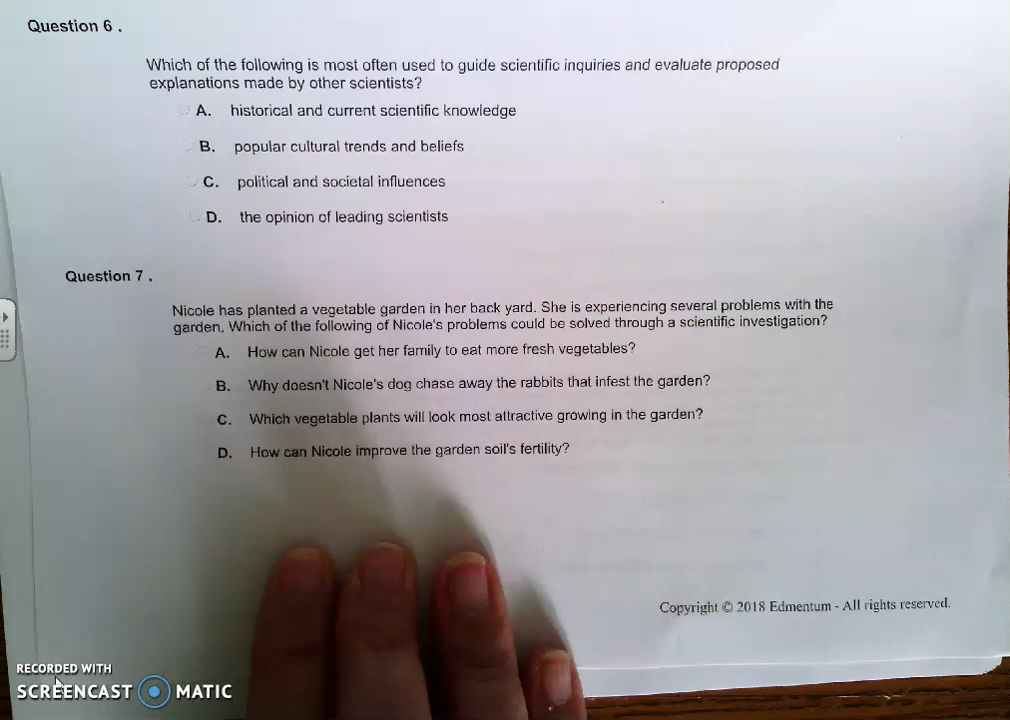 Question 6 .
Which of the following is most often used to guide scientific inquiries and evaluate proposed
explanations made by other scientists?
A. historical and current scientific knowledge
B. popular cultural trends and beliefs
C. political and societal influences
D. the opinion of leading scientists
Question 7 .
Nicole has planted a vegetable garden in her back yard. She is experiencing several problems with the
garden. Which of the following of Nicole's problems could be solved through a scientific investigation?
A. How can Nicole get her family to eat more fresh vegetables?
B. Why doesn't Nicole's dog chase away the rabbits that infest the garden?
C. Which vegetable plants will look most attractive growing in the garden?
D. How can Nicole improve the garden soil's fertility?
Copyright © 2018 Edmentum - All rights reserved.
RECORDED WITH
SCREENCAST MATIC